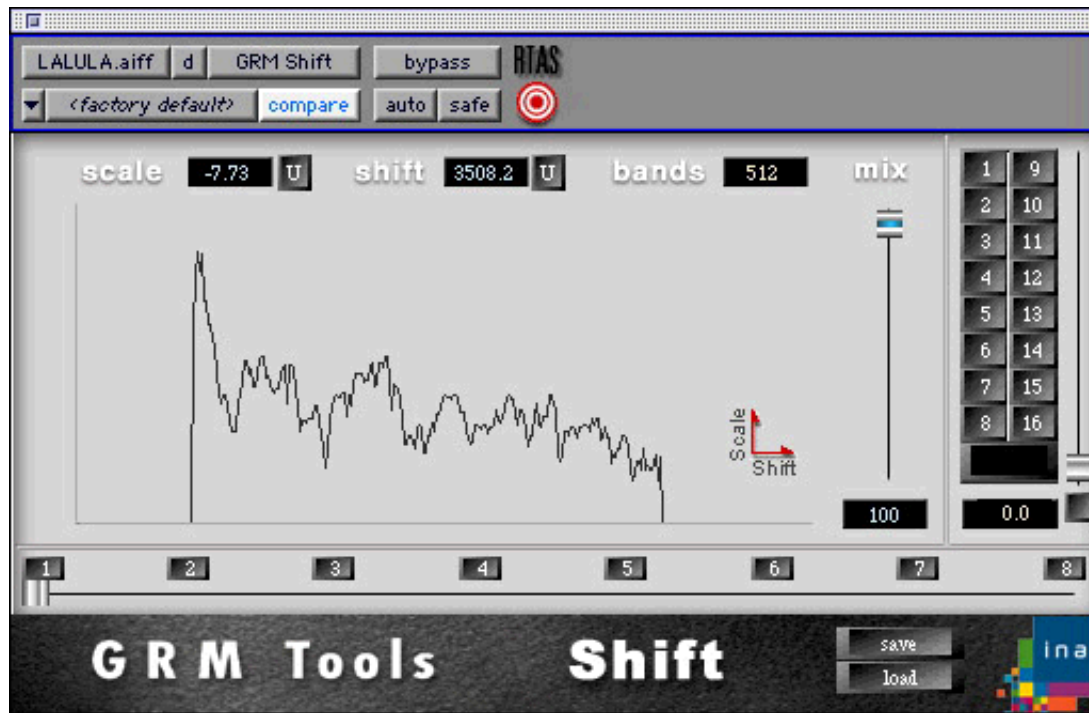 LALULA.aiff d GRM Shift bypass RTAS
<factory default> compare auto safe
scale -7.73 U shift 3508.2 U bands 512 mix
1 9
2 10
3 11
4 12
5 13
6 14
7 15
8 16
Scale
Shift
100 0.0
1 2 3 4 5 6 7 8
GRM Tools Shift
save
load
ina